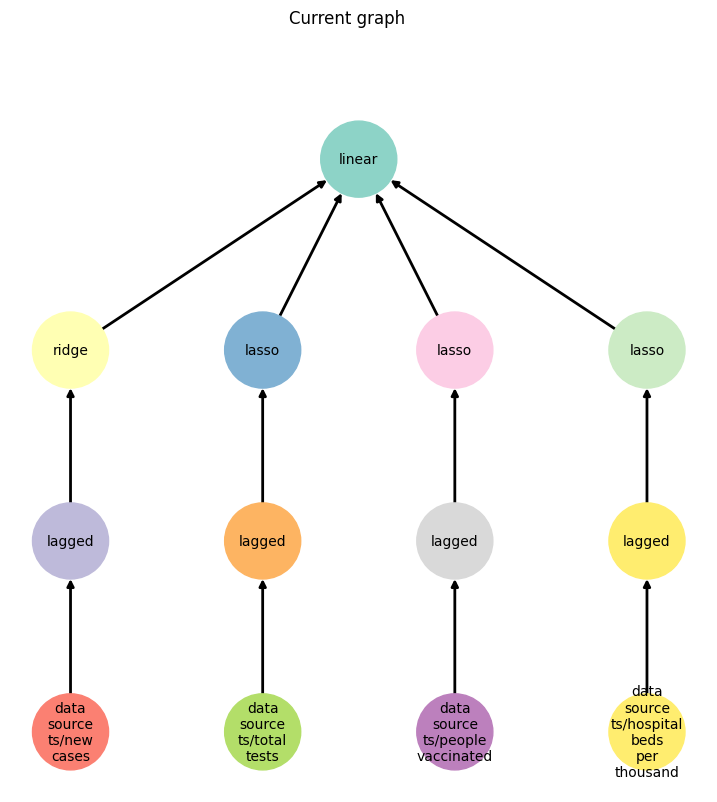 Current graph
linear
ridge
lasso
lasso
lasso
lagged
lagged
lagged
lagged
data
source
ts/new
cases
data
source
ts/total
tests
data
source
ts/people
vaccinated
data
source
ts/hospital
beds
per
thousand